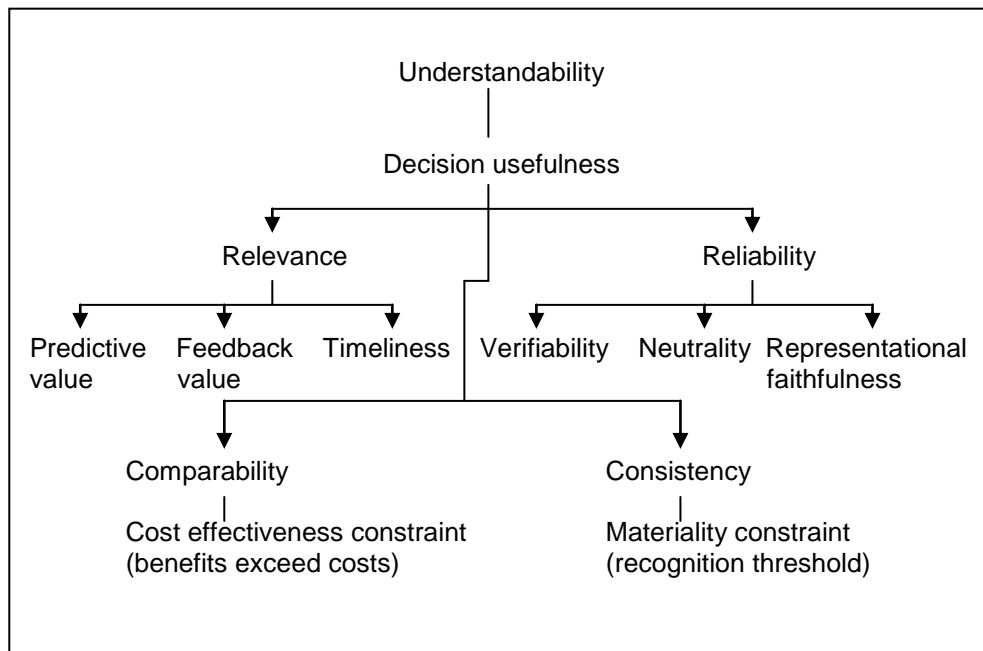 Understandability
Decision usefulness
Relevance
Reliability
Predictive value
Feedback value
Timeliness
Verifiability
Neutrality
Representational faithfulness
Comparability
Consistency
Cost effectiveness constraint
(benefits exceed costs)
Materiality constraint
(recognition threshold)